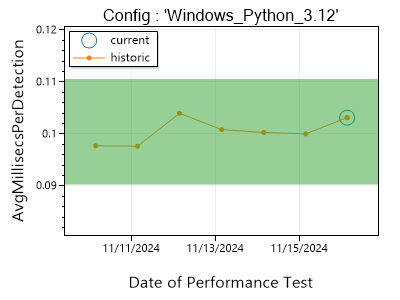 Config : 'Windows_Python_3.12'
current
historic
AvgMillisecsPerDetection
0.12
0.11
0.1
0.09
11/11/2024
11/13/2024
11/15/2024
Date of Performance Test